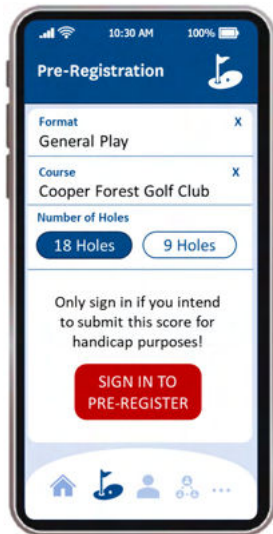 10:30 AM 100%
Pre-Registration
Format X
General Play
Course X
Cooper Forest Golf Club
Number of Holes
18 Holes 9 Holes
Only sign in if you intend
to submit this score for
handicap purposes!
SIGN IN TO
PRE-REGISTER